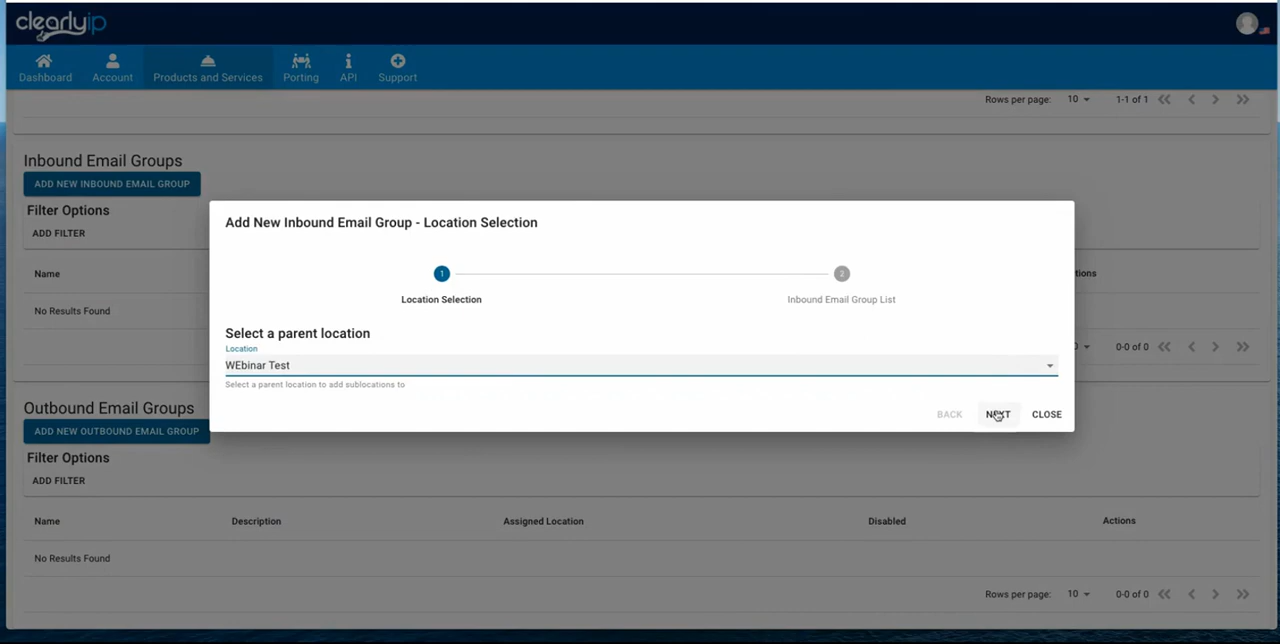 clearlyip
Dashboard Account Products and Services Porting API Support
Rows per page: 10 1-1 of 1
Inbound Email Groups
ADD NEW INBOUND EMAIL GROUP
Filter Options
ADD FILTER
Name tions
No Results Found
0-0 of 0
Add New Inbound Email Group - Location Selection
1 2
Location Selection Inbound Email Group List
Select a parent location
Location
WEbinar Test
Select a parent location to add sublocations to
BACK NEXT CLOSE
Outbound Email Groups
ADD NEW OUTBOUND EMAIL GROUP
Filter Options
ADD FILTER
Name Description Assigned Location Disabled Actions
No Results Found
Rows per page: 10 0-0 of 0